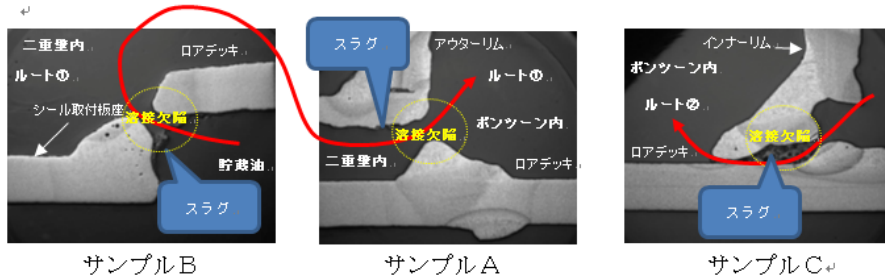 二重壁内
ルート①
シール取付板座
ロアデッキ
溶接欠陥
貯蔵油
スラグ
サンプルB
スラグ
アウターリム
ルート①
溶接欠陥
ポンツーン内
二重壁内
ロアデッキ
サンプルA
インナーリム
ポンツーン内
ルート②
溶接欠陥
ロアデッキ
スラグ
サンプルC